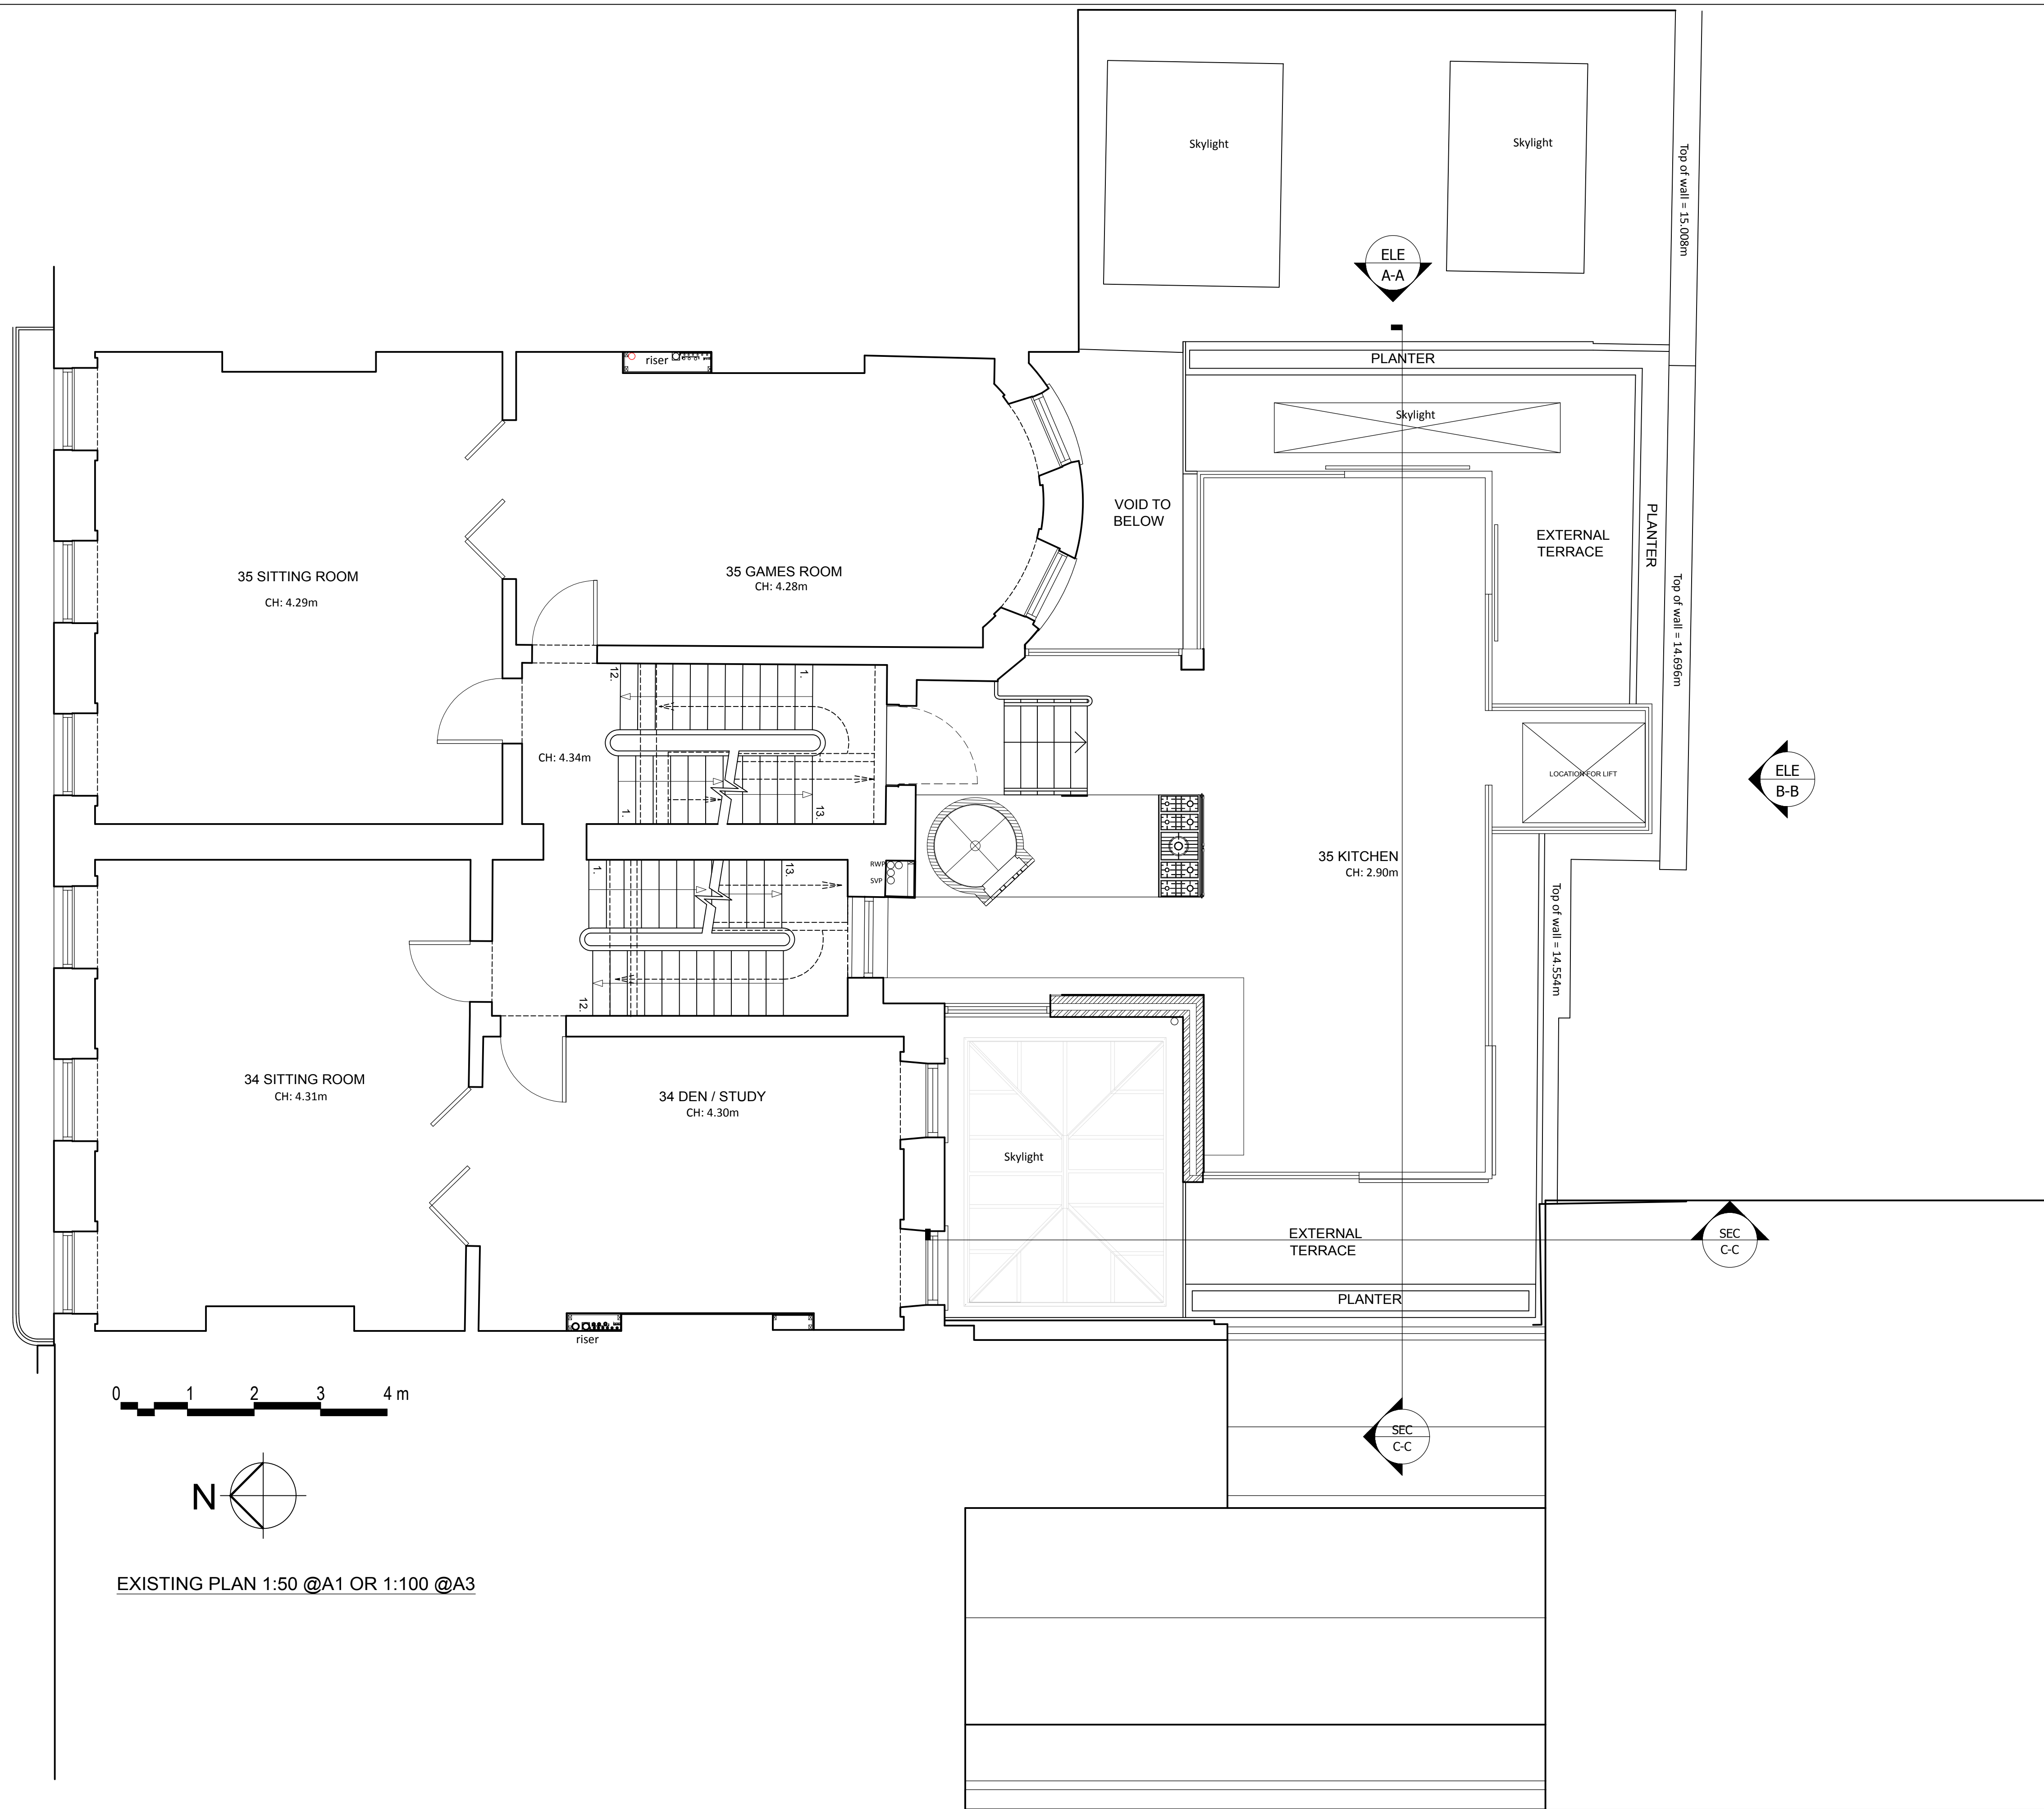 Skylight
Skylight
Top of wall = 15.008m
ELE
A-A
riser
PLANTER
Skylight
VOID TO
BELOW
EXTERNAL
TERRACE
PLANTER
35 SITTING ROOM
CH: 4.29m
35 GAMES ROOM
CH: 4.28m
Top of wall = 14.696m
12.
1.
CH: 4.34m
1.
13.
LOCATION FOR LIFT
ELE
B-B
RWP
SVP
35 KITCHEN
CH: 2.90m
1.
13.
Top of wall = 14.554m
12.
34 SITTING ROOM
CH: 4.31m
34 DEN / STUDY
CH: 4.30m
Skylight
EXTERNAL
TERRACE
SEC
C-C
PLANTER
riser
0 1 2 3 4 m
SEC
C-C
N
EXISTING PLAN 1:50 @A1 OR 1:100 @A3